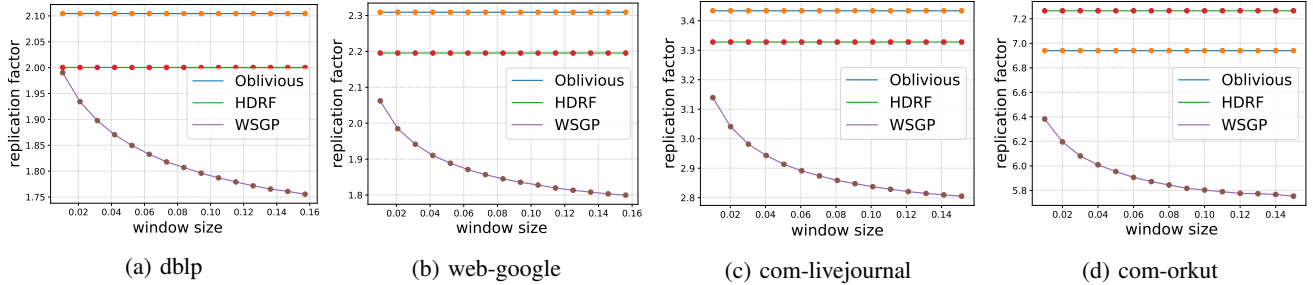 2.10
2.05
2.00
1.95
1.90
1.85
1.80
1.75
replication factor
Oblivious
HDRF
WSGP
0.00 0.02 0.04 0.06 0.08 0.10 0.12 0.14 0.16
window size
(a) dblp
2.3
2.2
2.1
2.0
1.9
1.8
replication factor
Oblivious
HDRF
WSGP
0.02 0.04 0.06 0.08 0.10 0.12 0.14 0.16
window size
(b) web-google
3.4
3.3
3.2
3.1
3.0
2.9
2.8
replication factor
Oblivious
HDRF
WSGP
0.02 0.04 0.06 0.08 0.10 0.12 0.14
window size
(c) com-livejournal
7.2
7.0
6.8
6.6
6.4
6.2
6.0
5.8
replication factor
Oblivious
HDRF
WSGP
0.02 0.04 0.06 0.08 0.10 0.12 0.14
window size
(d) com-orkut